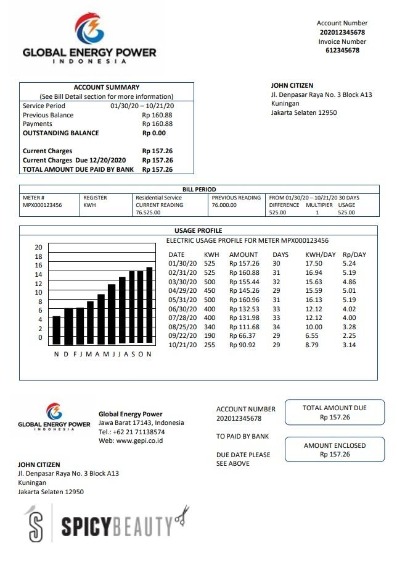 GLOBAL ENERGY POWER
INDONESIA
Account Number
202012345678
Invoice Number
612345678
ACCOUNT SUMMARY
(See Bill Detail section for more information)
Service Period 01/30/20 – 10/21/20
Previous Balance Rp 160.88
Payments Rp 160.88
OUTSTANDING BALANCE Rp 0.00
Current Charges Rp 157.26
Current Charges Due 12/20/2020 Rp 157.26
TOTAL AMOUNT DUE PAID BY BANK Rp 157.26
JOHN CITIZEN
Jl. Denpasar Raya No. 3 Block A13
Kuningan
Jakarta Selaten 12950
BILL PERIOD
METER # REGISTER Residential Service PREVIOUS READING FROM 01/30/20 – 10/21/20 30 DAYS
MPX000123456 KWH CURRENT READING 76.000.00 DIFFERENCE MULTIPLIER USAGE
76.525.00 525.00 1 525.00
USAGE PROFILE
ELECTRIC USAGE PROFILE FOR METER MPX000123456
DATE KWH AMOUNT DAYS KWH/DAY Rp/DAY
01/30/20 525 Rp 157.26 30 17.50 5.24
02/31/20 525 Rp 160.88 31 16.94 5.19
03/30/20 500 Rp 155.44 32 15.63 4.86
04/29/20 450 Rp 145.26 29 15.59 5.01
05/31/20 500 Rp 160.96 31 16.13 5.19
06/30/20 400 Rp 132.53 33 12.12 4.02
07/28/20 400 Rp 131.98 33 12.12 4.00
08/25/20 340 Rp 111.68 34 10.00 3.28
09/22/20 190 Rp 66.37 29 6.55 2.25
10/21/20 255 Rp 90.92 29 8.79 3.14
20
18
16
14
12
10
8
6
4
2
0
N D F J M A M J J A S O N
GLOBAL ENERGY POWER
INDONESIA
Global Energy Power
Jawa Barat 17143, Indonesia
Tel.: +62 21 71138574
Web: www.gepi.co.id
ACCOUNT NUMBER
202012345678
TO PAID BY BANK
DUE DATE PLEASE
SEE ABOVE
TOTAL AMOUNT DUE
Rp 157.26
AMOUNT ENCLOSED
Rp 157.26
JOHN CITIZEN
Jl. Denpasar Raya No. 3 Block A13
Kuningan
Jakarta Selaten 12950
SPICYBEAUTY